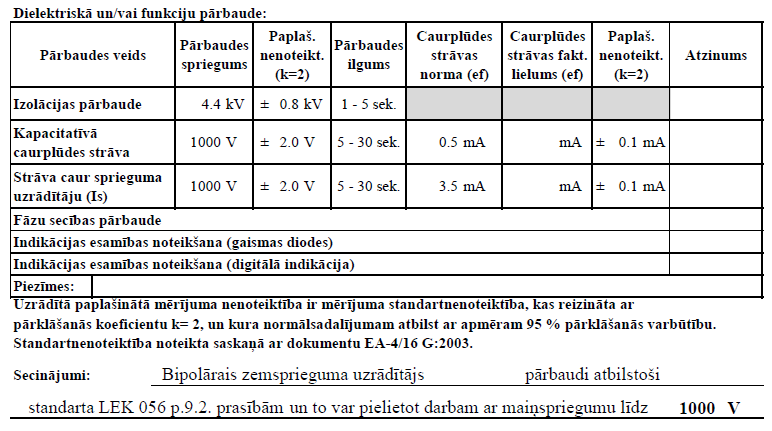 Dielektriskā un/vai funkciju pārbaude:
Pārbaudes veids
Pārbaudes spriegums
Paplaš. nenoteikt. (k=2)
Pārbaudes ilgums
Caurplūdes strāvas norma (ef)
Caurplūdes strāvas fakt. lielums (ef)
Paplaš. nenoteikt. (k=2)
Atzinums
Izolācijas pārbaude 4.4 kV ± 0.8 kV 1 - 5 sek.
Kapacitatīvā caurplūdes strāva 1000 V ± 2.0 V 5 - 30 sek. 0.5 mA mA ± 0.1 mA
Strāva caur sprieguma uzrādītāju (Is) 1000 V ± 2.0 V 5 - 30 sek. 3.5 mA mA ± 0.1 mA
Fāzu secības pārbaude
Indikācijas esamības noteikšana (gaismas diodes)
Indikācijas esamības noteikšana (digitālā indikācija)
Piezīmes:
Uzrādītā paplašinātā mērījuma nenoteiktība ir mērījuma standartnenoteiktība, kas reizināta ar
pārklāšanās koeficientu k= 2, un kura normālsadalījumam atbilst ar apmēram 95 % pārklāšanās varbūtību.
Standartnenoteiktība noteikta saskaņā ar dokumentu EA-4/16 G:2003.
Secinājumi: Bipolārais zemsprieguma uzrādītājs pārbaudi atbilstoši
standarta LEK 056 p.9.2. prasībām un to var pielietot darbam ar maiņspriegumu līdz 1000 V